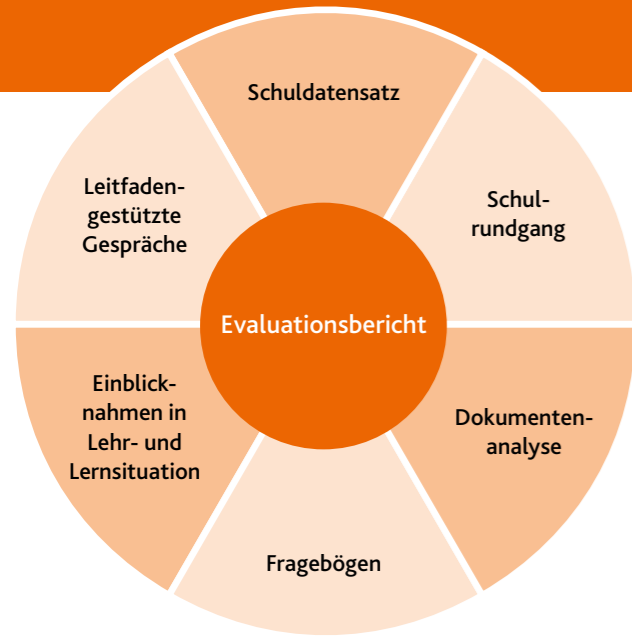 Schuldatensatz
Leitfaden-
gestützte
Gespräche
Schul-
rundgang
Evaluationsbericht
Einblick-
nahmen in
Lehr- und
Lernsituation
Dokumenten-
analyse
Fragebögen